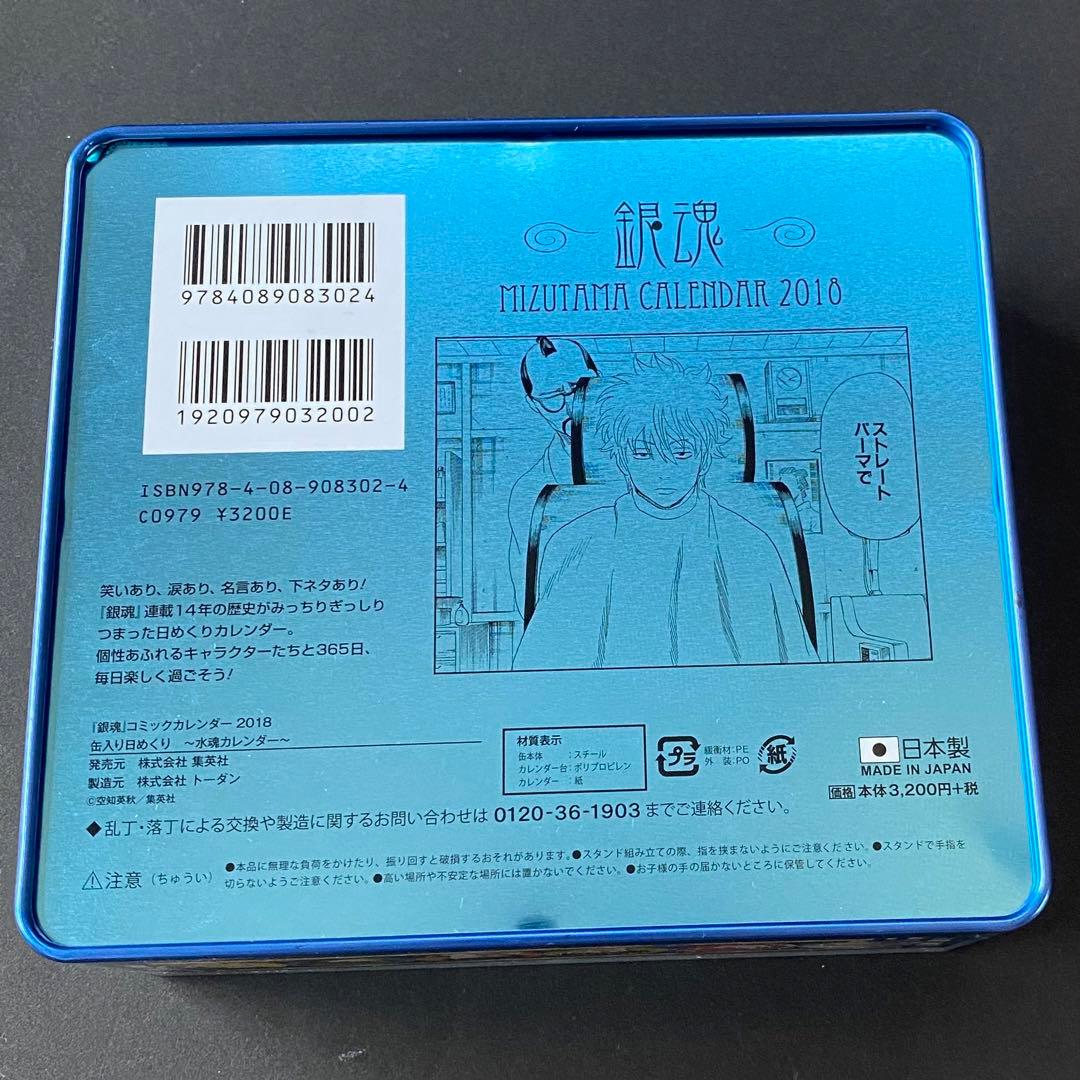 9784089083024
1920979032002
ISBN978-4-08-908302-4
C0979 ¥3200E
銀魂
MIZUTAMA CALENDAR 2018
ストレート
パーマで
笑いあり、涙あり、名言あり、下ネタあり!
『銀魂』連載14年の歴史がみっちりぎっしり
つまった日めくりカレンダー。
個性あふれるキャラクターたちと365日、
毎日楽しく過ごそう!
『銀魂』コミックカレンダー 2018
缶入り日めくり ～水魂カレンダー～
発売元 株式会社 集英社
製造元 株式会社 トーダン
©空知英秋／集英社
材質表示
缶本体 :スチール
カレンダー台:ポリプロピレン
カレンダー :紙
プラ
緩衝材:PE
外 装:PO
紙
日本製
MADE IN JAPAN
価格 本体3,200円+税
◆乱丁・落丁による交換や製造に関するお問い合わせは 0120-36-1903 までご連絡ください。
⚠注意(ちゅうい)
●本品に無理な負荷をかけたり、振り回すと破損するおそれがあります。●スタンド組み立ての際、指を挟まないようにご注意ください。●スタンドで手指を
切らないようご注意ください。●高い場所や不安定な場所には置かないでください。●お子様の手の届かないところに保管してください。